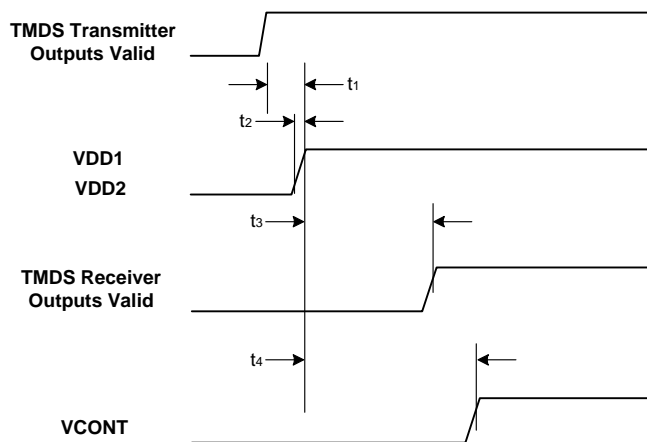 TMDS Transmitter
Outputs Valid
t1
t2
VDD1
VDD2
t3
TMDS Receiver
Outputs Valid
t4
VCONT